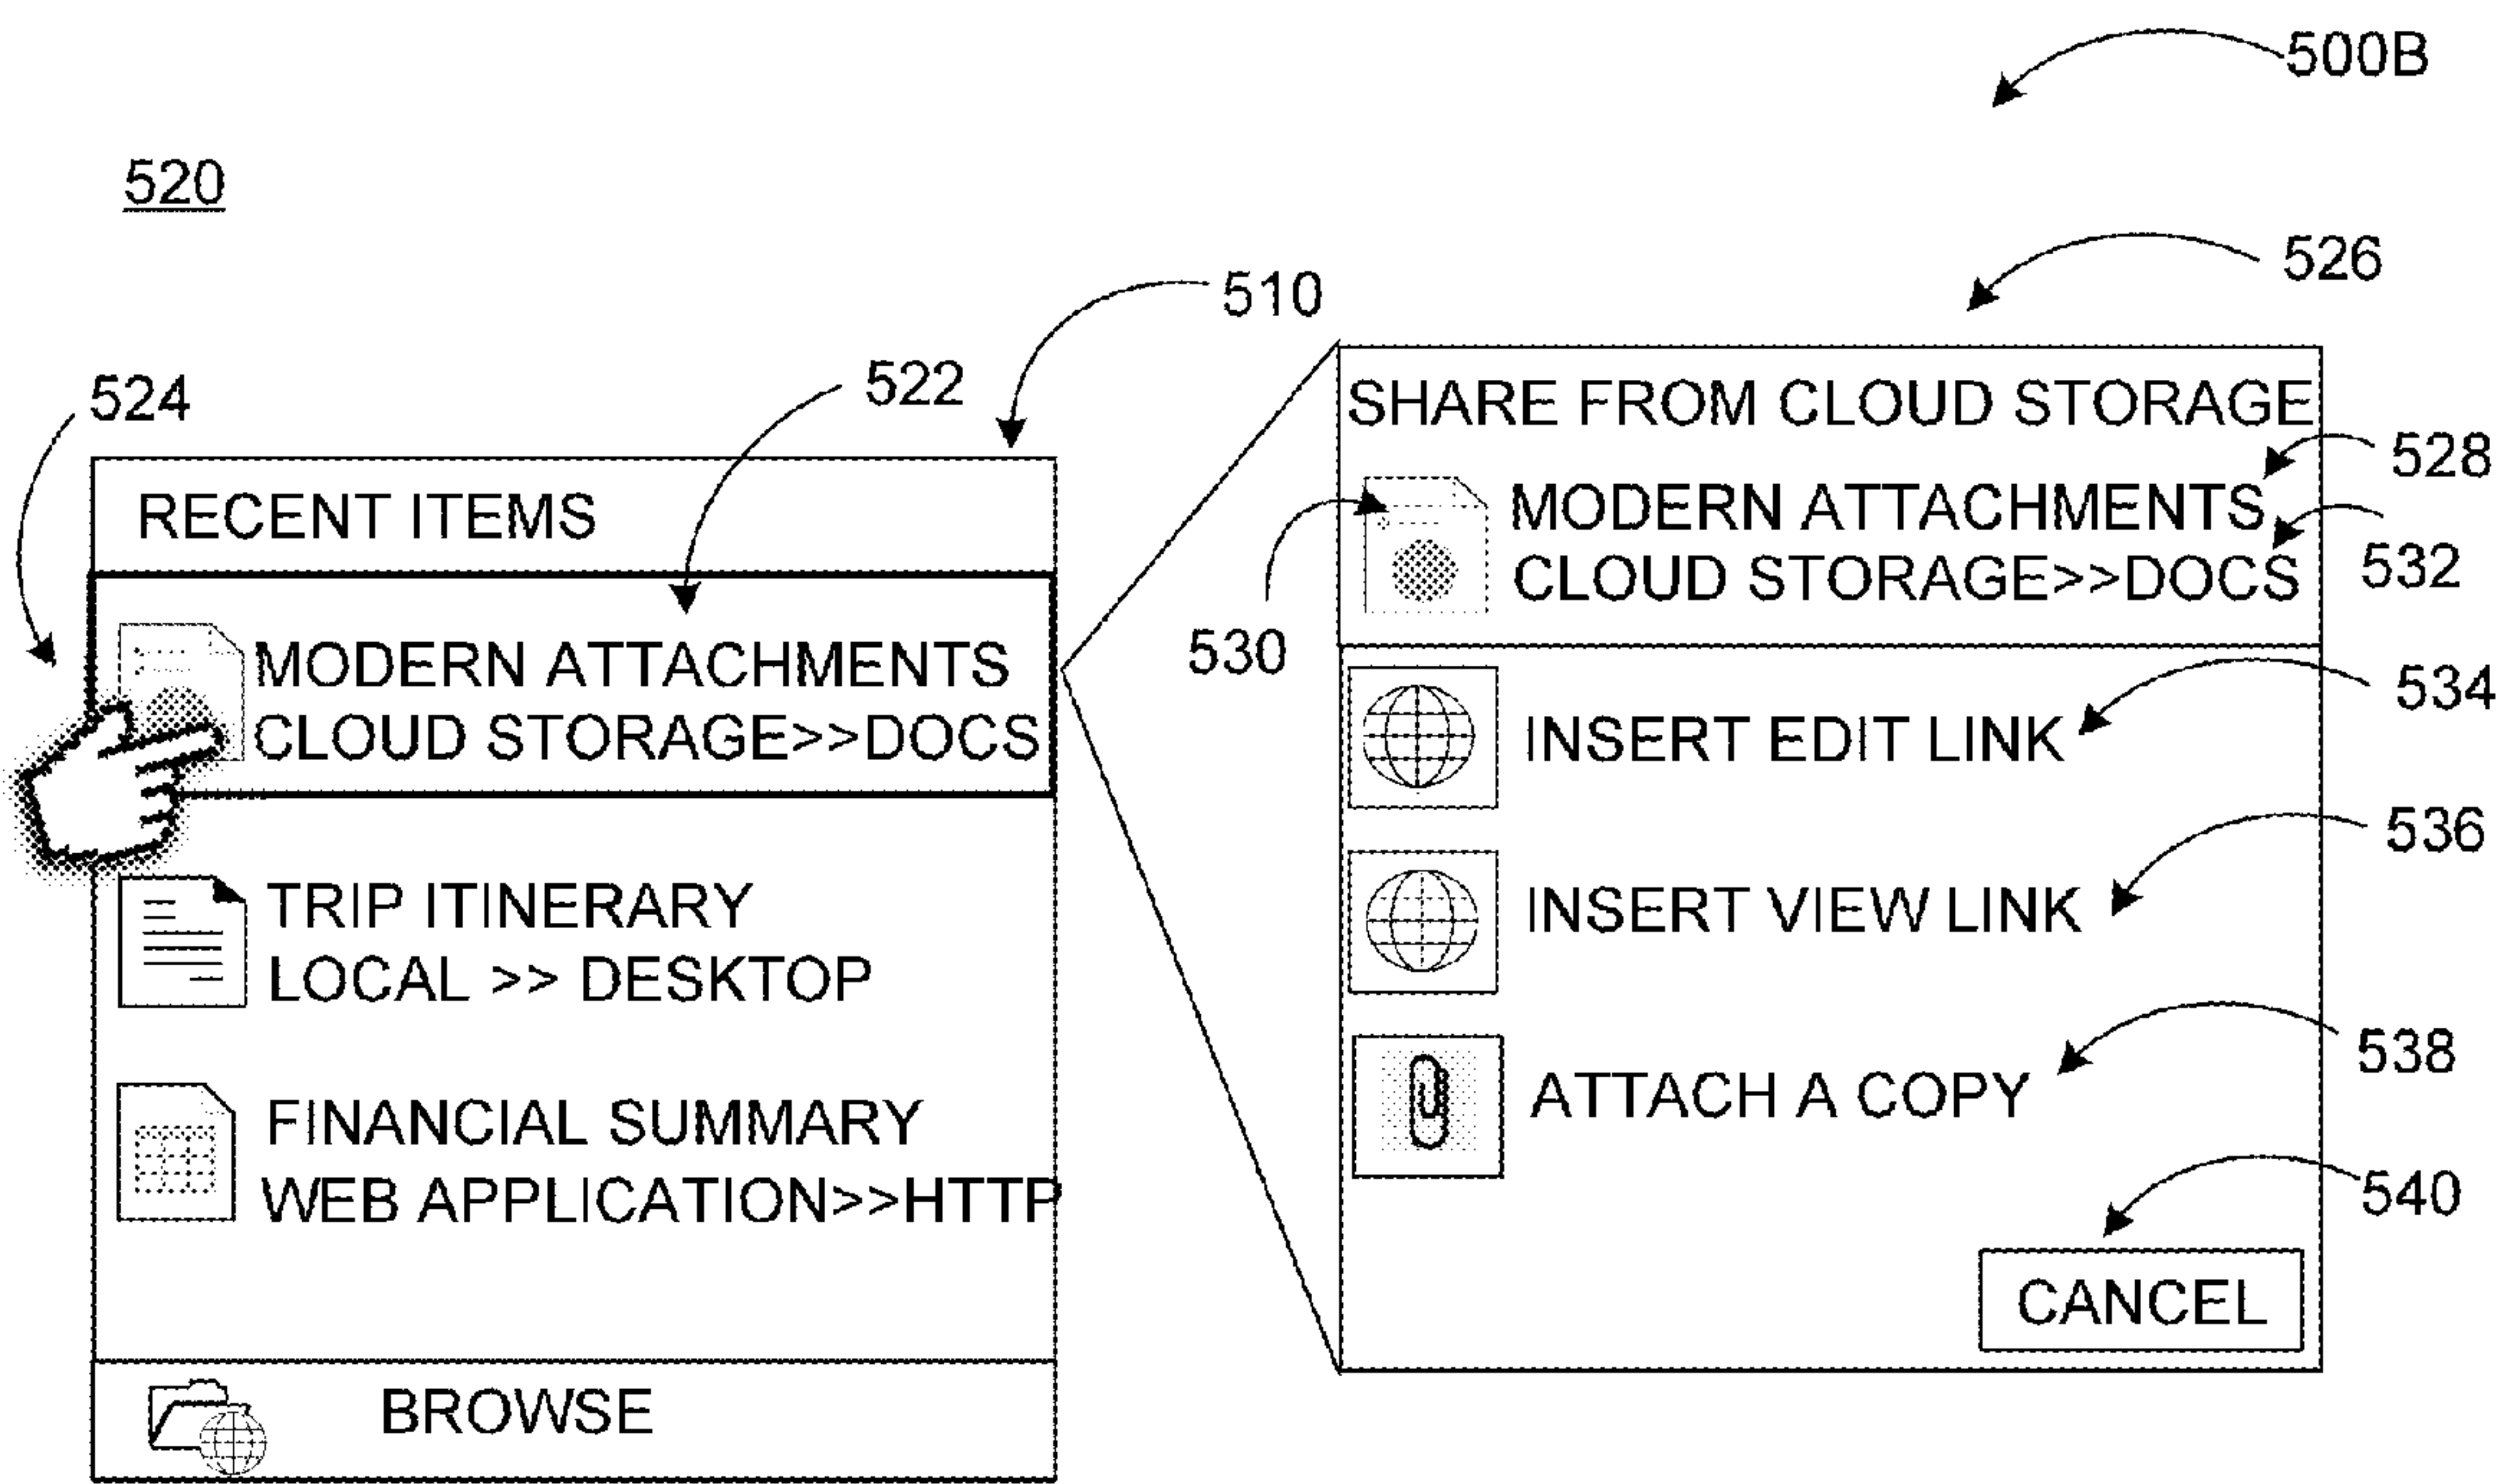 500B
520
526
510
522
524
SHARE FROM CLOUD STORAGE
528
MODERN ATTACHMENTS
CLOUD STORAGE>>DOCS
532
530
RECENT ITEMS
MODERN ATTACHMENTS
CLOUD STORAGE>>DOCS
534
INSERT EDIT LINK
536
INSERT VIEW LINK
TRIP ITINERARY
LOCAL >> DESKTOP
538
ATTACH A COPY
FINANCIAL SUMMARY
WEB APPLICATION>>HTTP
540
CANCEL
BROWSE